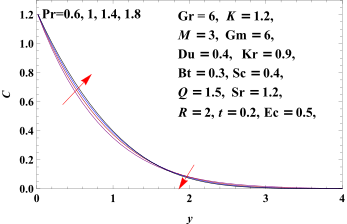 1.2
Pr=0.6, 1, 1.4, 1.8
Gr = 6, K = 1.2,
1.0
M = 3, Gm = 6,
Du = 0.4, Kr = 0.9,
0.8
Bt = 0.3, Sc = 0.4,
C
0.6
Q = 1.5, Sr = 1.2,
R = 2, t = 0.2, Ec = 0.5,
0.4
0.2
0.0
0 1 2 3 4
y